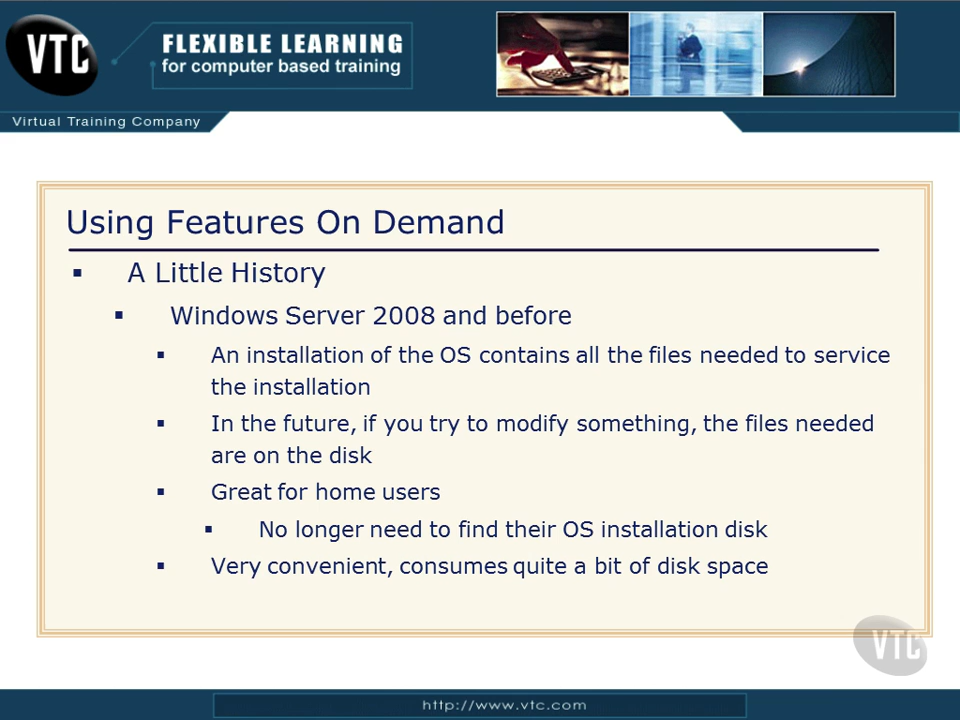 VTC
FLEXIBLE LEARNING
for computer based training
Virtual Training Company
Using Features On Demand
▪ A Little History
▪ Windows Server 2008 and before
▪ An installation of the OS contains all the files needed to service
the installation
▪ In the future, if you try to modify something, the files needed
are on the disk
▪ Great for home users
▪ No longer need to find their OS installation disk
▪ Very convenient, consumes quite a bit of disk space
VTC
http://www.vtc.com